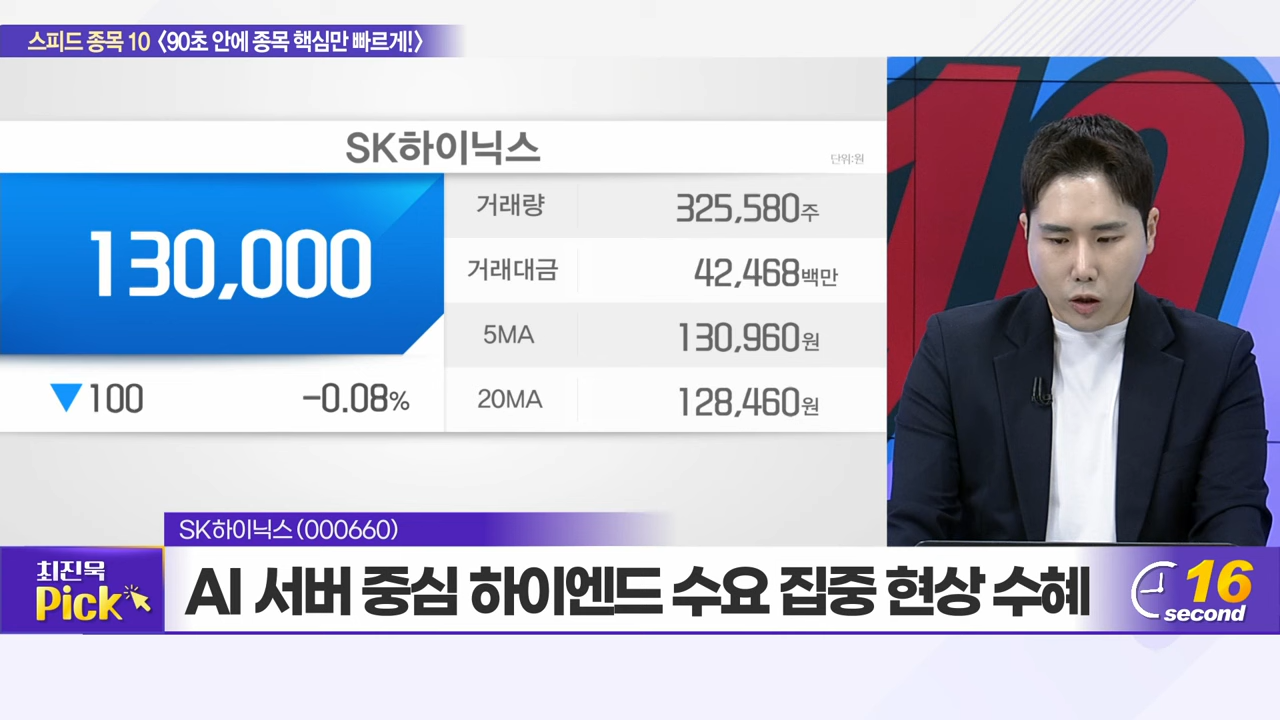 스피드 종목 10 <90초 안에 종목 핵심만 빠르게!>
SK하이닉스
단위:원
130,000
▼100 -0.08%
거래량 325,580주
거래대금 42,468백만
5MA 130,960원
20MA 128,460원
10
SK하이닉스(000660)
최진욱
Pick
AI 서버 중심 하이엔드 수요 집중 현상 수혜
16
second